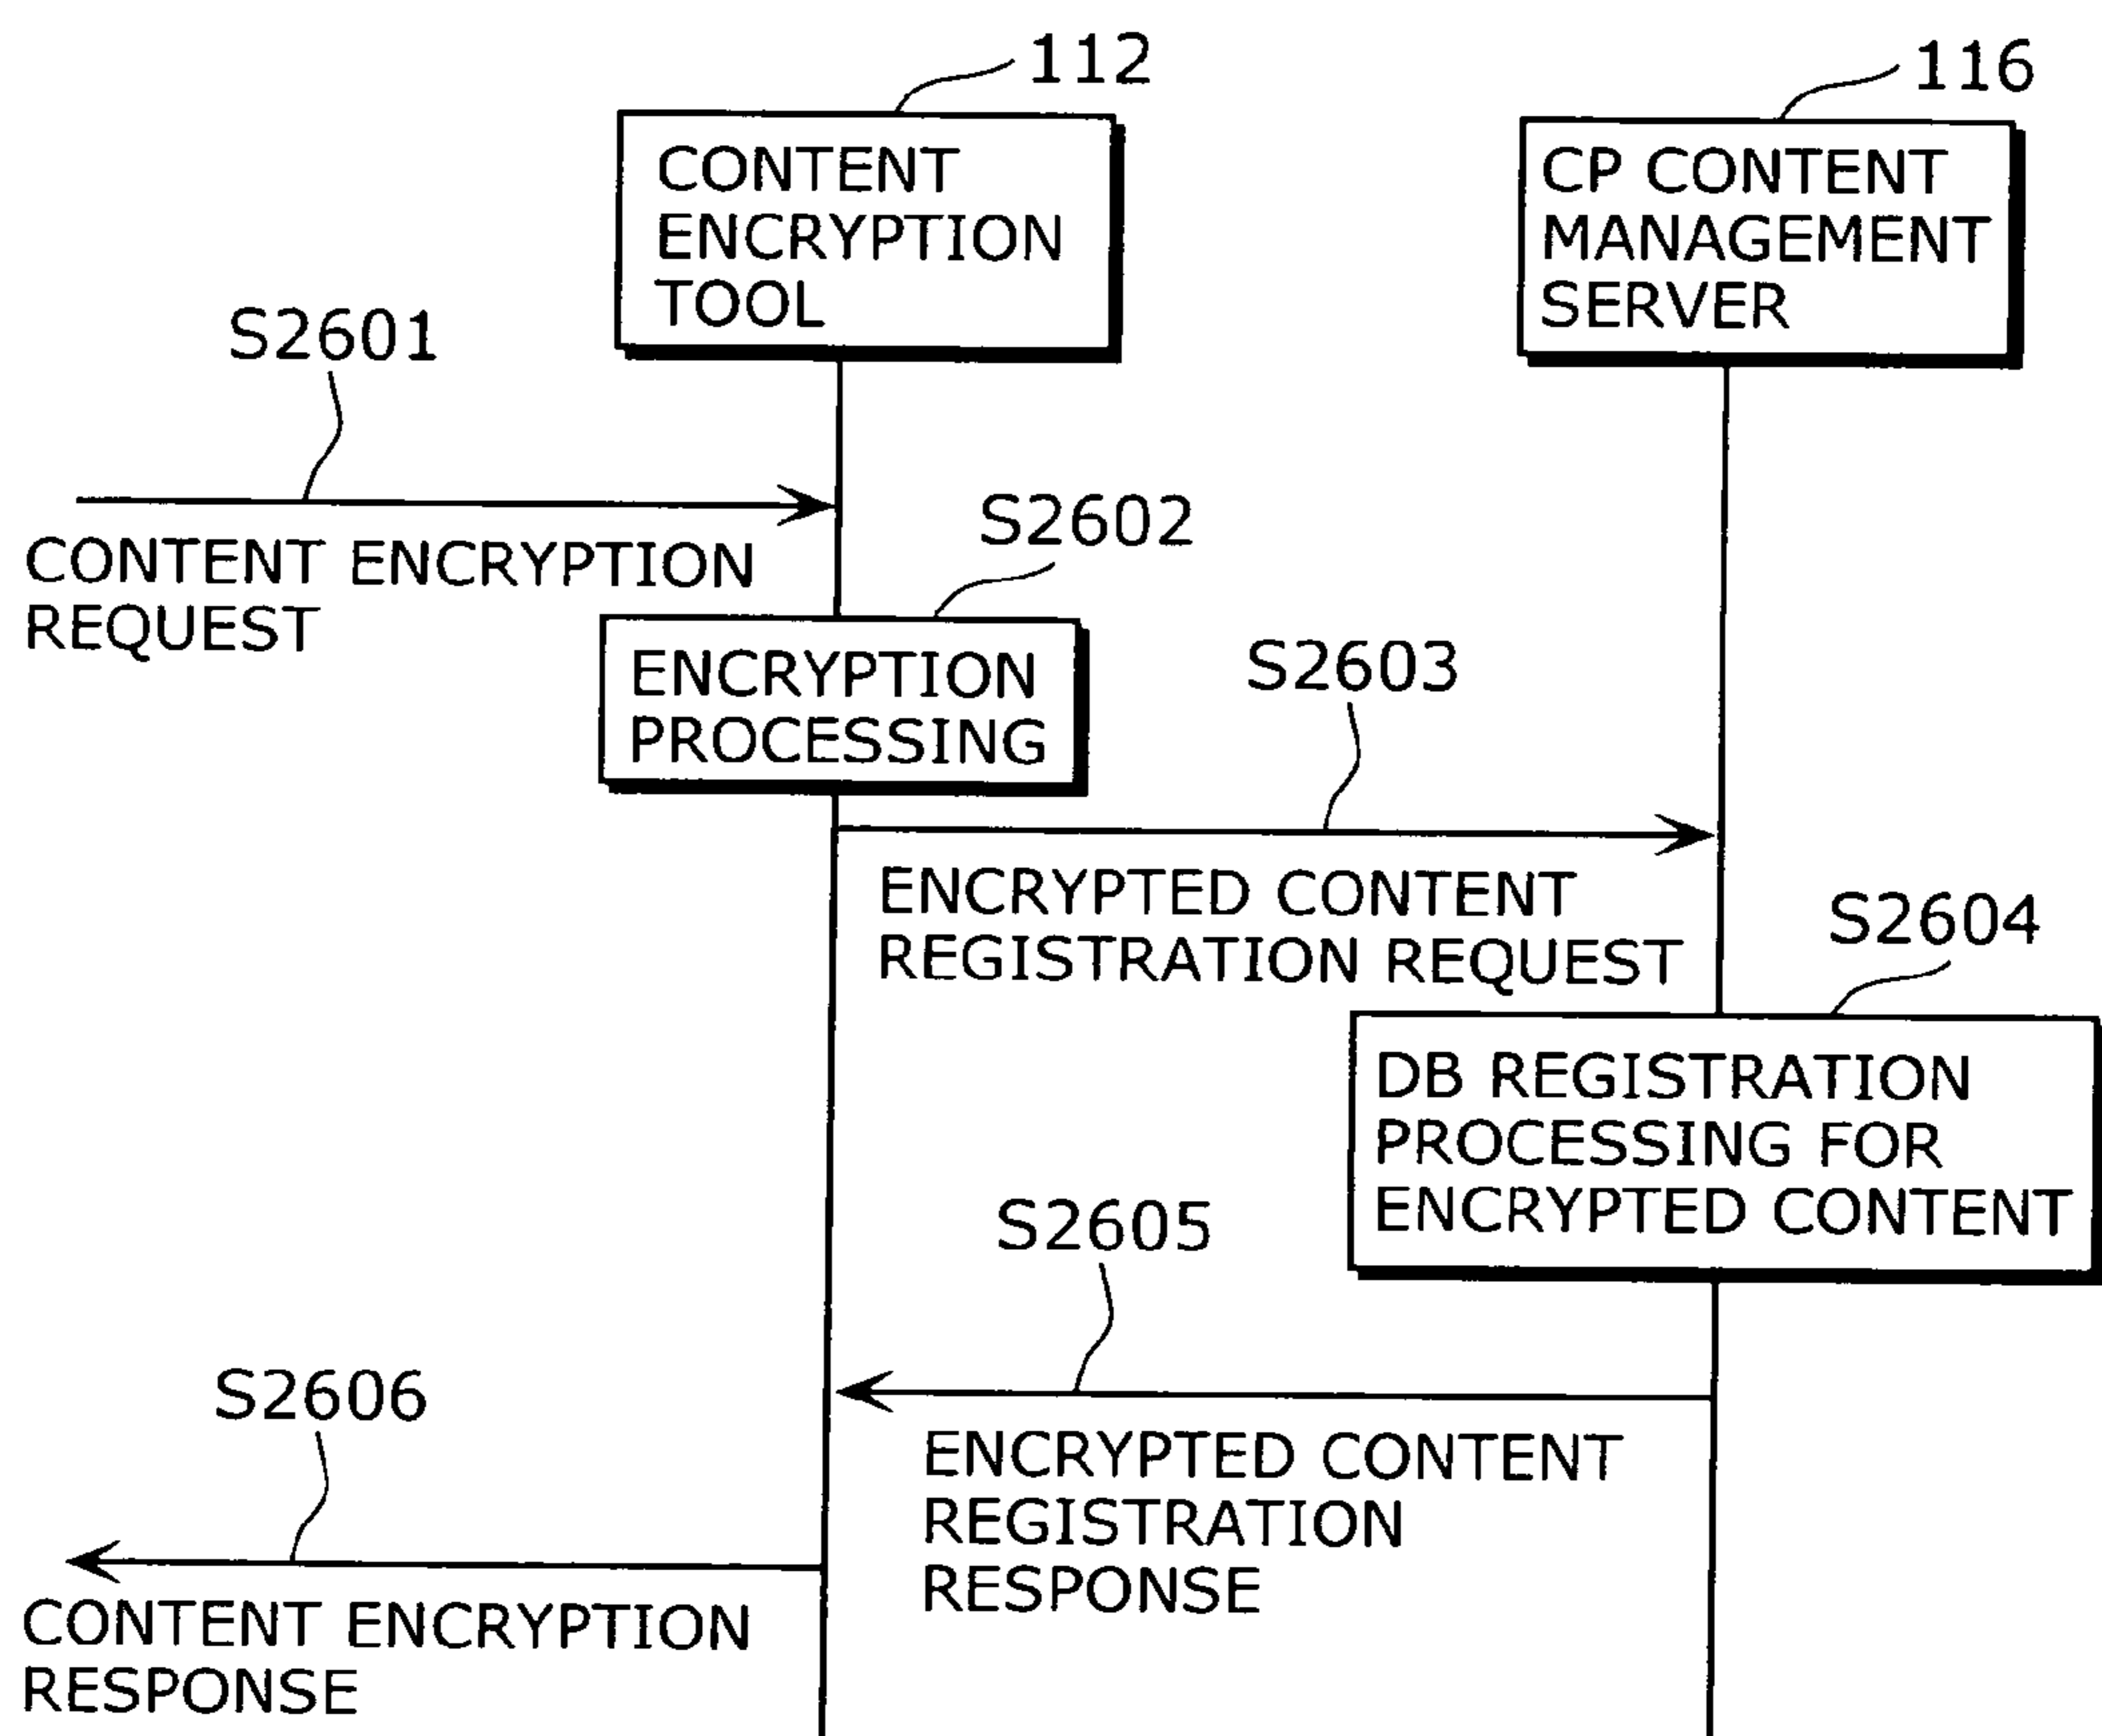 112
116
CONTENT
ENCRYPTION
TOOL
CP CONTENT
MANAGEMENT
SERVER
S2601
CONTENT ENCRYPTION
REQUEST
S2602
ENCRYPTION
PROCESSING
S2603
ENCRYPTED CONTENT
REGISTRATION REQUEST
S2604
DB REGISTRATION
PROCESSING FOR
ENCRYPTED CONTENT
S2605
ENCRYPTED CONTENT
REGISTRATION
RESPONSE
S2606
CONTENT ENCRYPTION
RESPONSE